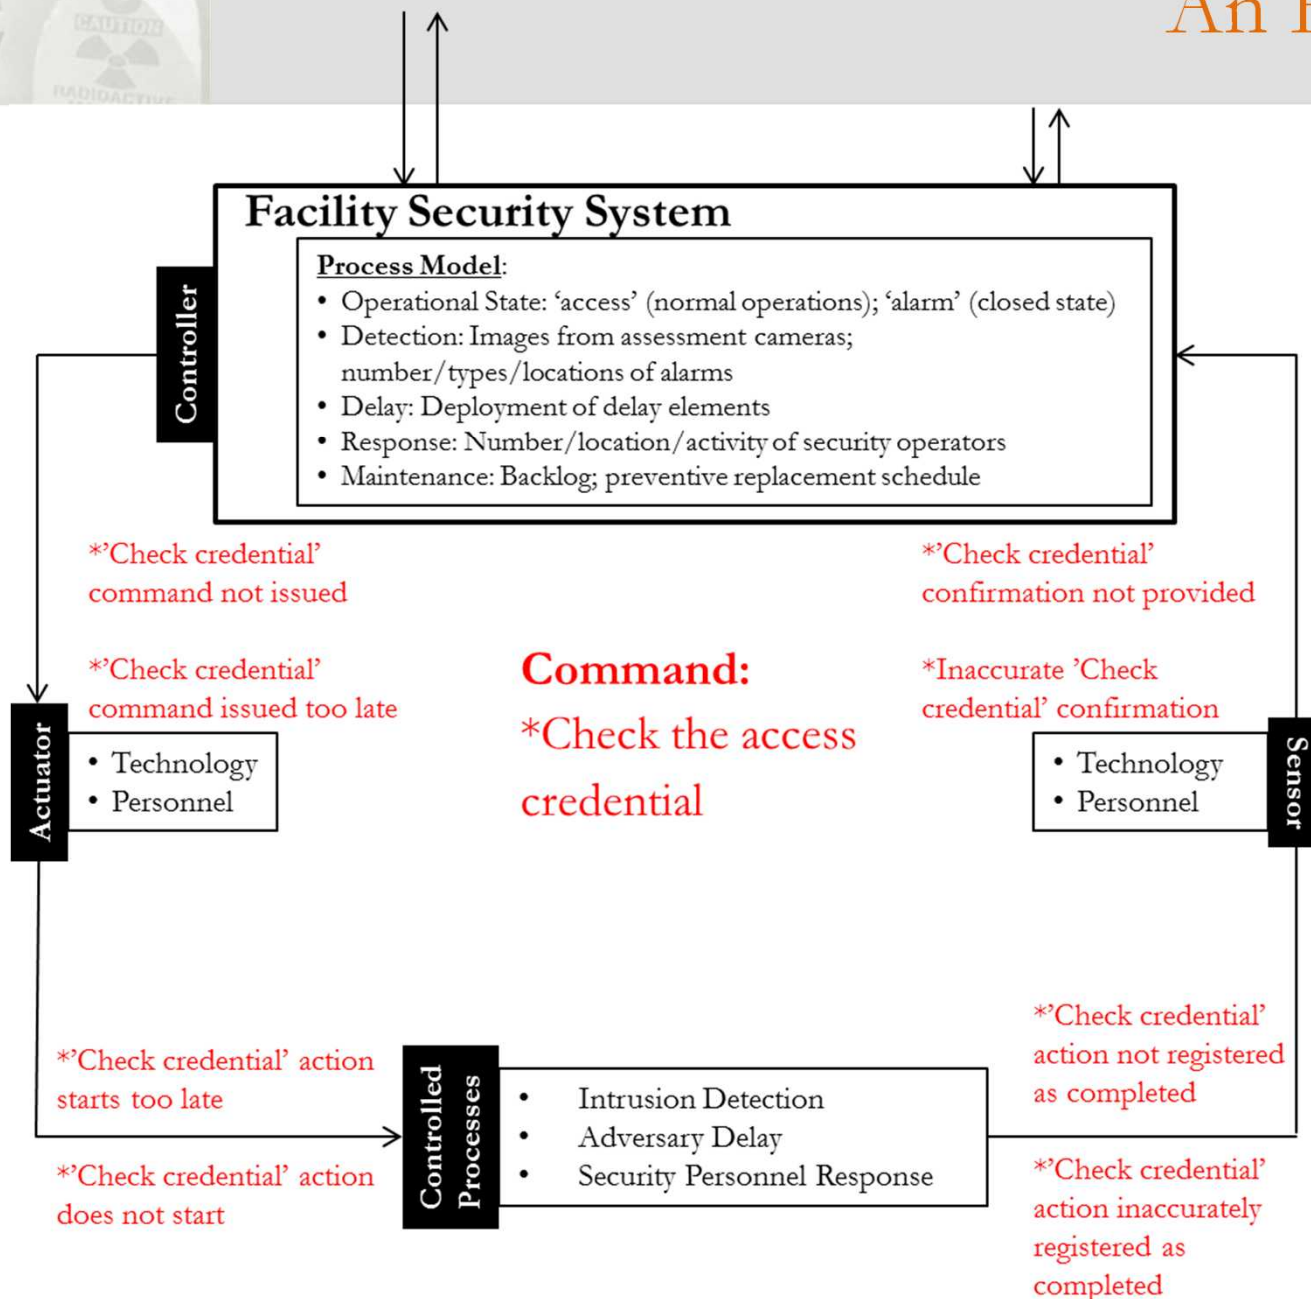 CAUTION
RADIOACTIVE
An
Facility Security System
Process Model:
• Operational State: ‘access’ (normal operations); ‘alarm’ (closed state)
• Detection: Images from assessment cameras;
number/types/locations of alarms
• Delay: Deployment of delay elements
• Response: Number/location/activity of security operators
• Maintenance: Backlog; preventive replacement schedule
Controller
*’Check credential’
command not issued
*’Check credential’
command issued too late
Command:
*Check the access
credential
*’Check credential’
confirmation not provided
*Inaccurate ’Check
credential’ confirmation
Actuator
• Technology
• Personnel
• Technology
• Personnel
Sensor
*’Check credential’ action
starts too late
*’Check credential’ action
does not start
Controlled
Processes
• Intrusion Detection
• Adversary Delay
• Security Personnel Response
*’Check credential’
action not registered
as completed
*’Check credential’
action inaccurately
registered as
completed